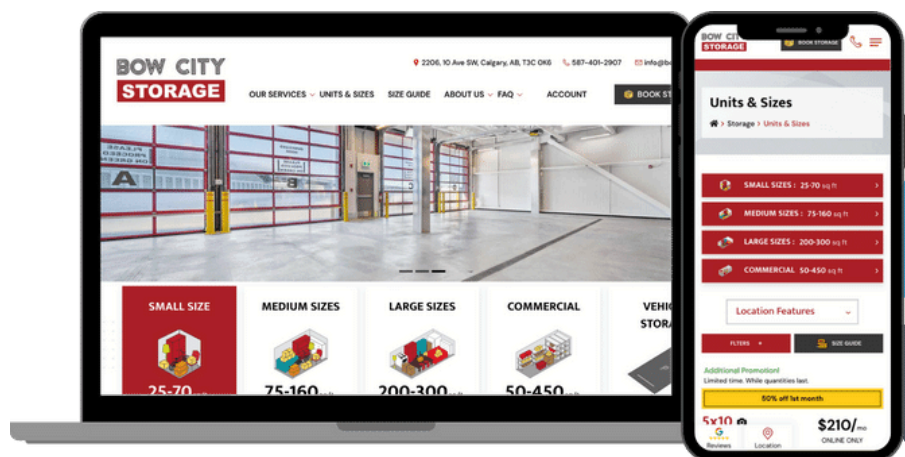 BOW CITY
STORAGE
2206, 10 Ave SW, Calgary, AB, T3C 0K6 587-401-2907 info@bo
OUR SERVICES UNITS & SIZES SIZE GUIDE ABOUT US FAQ ACCOUNT BOOK ST
A
B
C
SMALL SIZE
MEDIUM SIZES
LARGE SIZES
COMMERCIAL
VEHIC
STORA
25-70
75-160
200-300
50-450
BOW CIT
STORAGE
BOOK STORAGE
Units & Sizes
> Storage > Units & Sizes
SMALL SIZES : 25-70 sq ft >
MEDIUM SIZES : 75-160 sq ft >
LARGE SIZES : 200-300 sq ft >
COMMERCIAL 50-450 sq ft >
Location Features
FILTERS +
SIZE GUIDE
Additional Promotion!
Limited time. While quantities last.
50% off 1st month
5x10
$210/mo
ONLINE ONLY
Reviews
Location